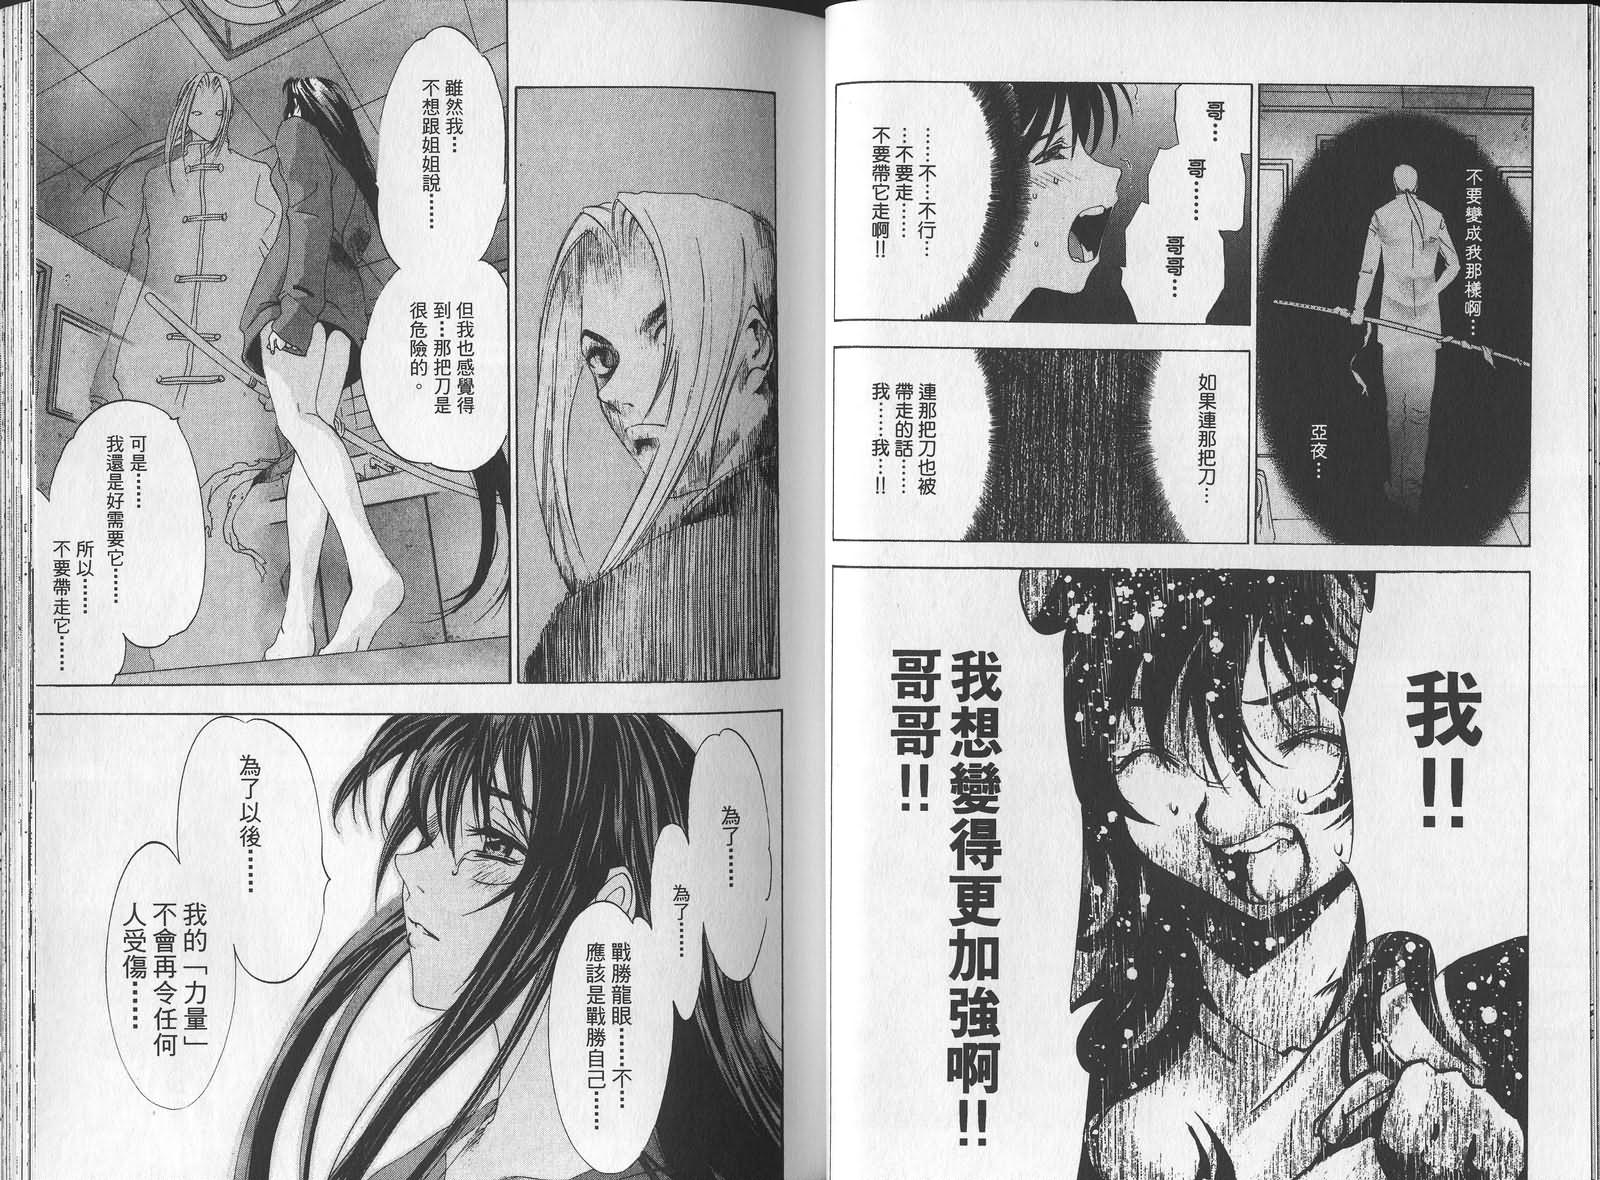 不要變成我那樣啊…
亞夜…
哥…
哥……
哥哥…
……不…不行…
…不要走……
不要帶它走啊!!
如果連那把刀…
連那把刀也被
帶走的話……
我……我…!!
我!!
我想變得更加強啊!!
哥哥!!
雖然我…
不想跟姐姐說……
但我也感覺得
到…那把刀是
很危險的。
可是……
我還是好需要它……
所以……
不要帶走它……
為了……
為了……
戰勝龍眼……不…
應該是戰勝自己……
為了以後……
我的「力量」
不會再令任何
人受傷……